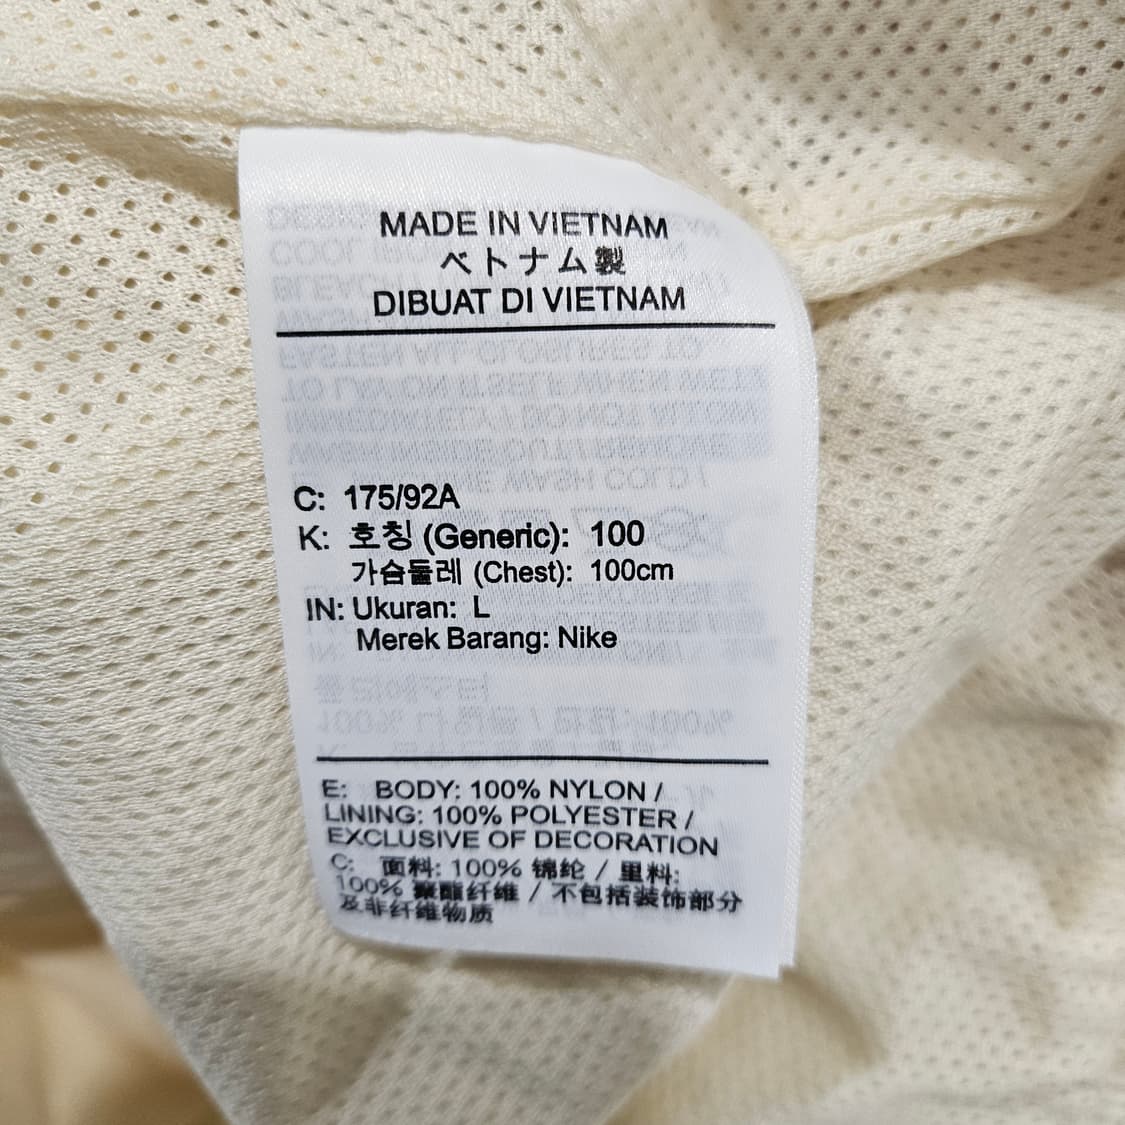 MADE IN VIETNAM
ベトナム製
DIBUAT DI VIETNAM
C: 175/92A
K: 호칭 (Generic): 100
가슴둘레 (Chest): 100cm
IN: Ukuran: L
Merek Barang: Nike
E: BODY: 100% NYLON /
LINING: 100% POLYESTER /
EXCLUSIVE OF DECORATION
C: 面料: 100% 锦纶 / 里料:
100% 聚酯纤维 / 不包括装饰部分
及非纤维物质